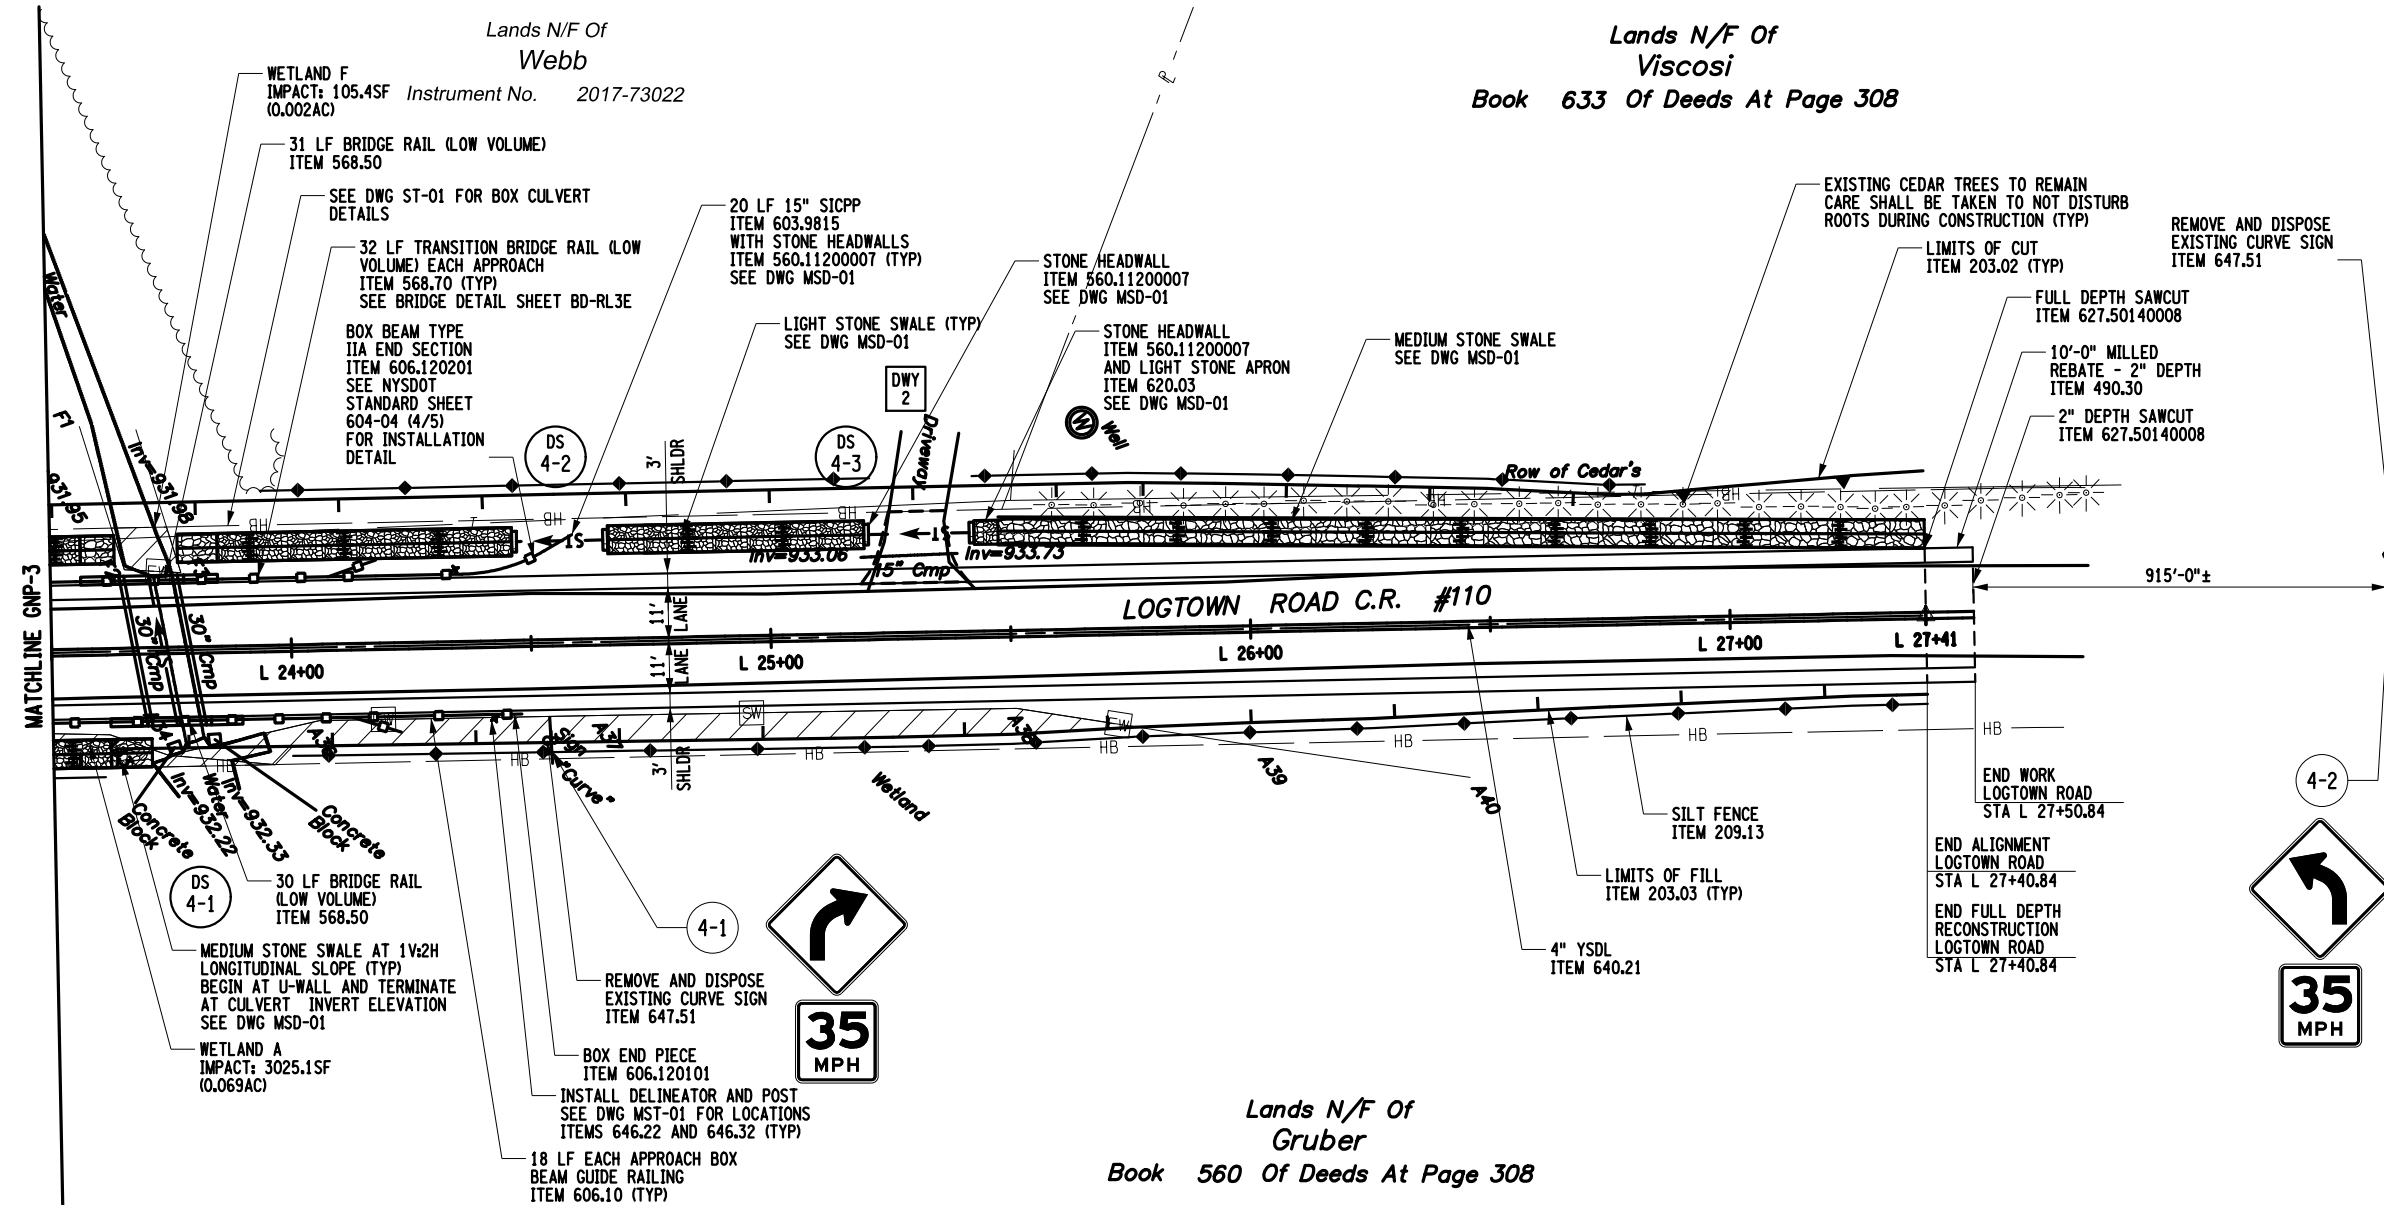 Lands N/F Of
Webb
Instrument No. 2017-73022
Lands N/F Of
Viscosi
Book 633 Of Deeds At Page 308
WETLAND F
IMPACT: 105.4SF
(0.002AC)
31 LF BRIDGE RAIL (LOW VOLUME)
ITEM 568.50
SEE DWG ST-01 FOR BOX CULVERT
DETAILS
32 LF TRANSITION BRIDGE RAIL (LOW
VOLUME) EACH APPROACH
ITEM 568.70 (TYP)
SEE BRIDGE DETAIL SHEET BD-RL3E
BOX BEAM TYPE
IIA END SECTION
ITEM 606.120201
SEE NYSDOT
STANDARD SHEET
604-04 (4/5)
FOR INSTALLATION
DETAIL
20 LF 15" SICPP
ITEM 603.9815
WITH STONE HEADWALLS
ITEM 560.11200007 (TYP)
SEE DWG MSD-01
LIGHT STONE SWALE (TYP)
SEE DWG MSD-01
STONE HEADWALL
ITEM 560.11200007
SEE DWG MSD-01
STONE HEADWALL
ITEM 560.11200007
AND LIGHT STONE APRON
ITEM 620.03
SEE DWG MSD-01
MEDIUM STONE SWALE
SEE DWG MSD-01
EXISTING CEDAR TREES TO REMAIN
CARE SHALL BE TAKEN TO NOT DISTURB
ROOTS DURING CONSTRUCTION (TYP)
LIMITS OF CUT
ITEM 203.02 (TYP)
REMOVE AND DISPOSE
EXISTING CURVE SIGN
ITEM 647.51
FULL DEPTH SAWCUT
ITEM 627.50140008
10'-0" MILLED
REBATE - 2" DEPTH
ITEM 490.30
2" DEPTH SAWCUT
ITEM 627.50140008
DWY
2
DS
4-2
DS
4-3
Driveway
W
Well
Row of Cedar's
Water
F1
931.95
Inv=931.98
3'
SHLDR
HB
HB
HB
HB
HB
ST
ST
Inv=933.06
Inv=933.73
15" Cmp
MATCHLINE GNP-3
30" Cmp
30" Cmp
11'
LANE
11'
LANE
LOGTOWN ROAD C.R. #110
915'-0"±
L 24+00
L 25+00
L 26+00
L 27+00
L 27+41
3'
SHLDR
SW
EW
HB
HB
HB
HB
HB
HB
HB
A37
A39
A40
Sign
"Curve"
Wetland
Concrete
Block
Inv=932.22
Water
Inv=932.33
Concrete
Block
DS
4-1
30 LF BRIDGE RAIL
(LOW VOLUME)
ITEM 568.50
MEDIUM STONE SWALE AT 1V:2H
LONGITUDINAL SLOPE (TYP)
BEGIN AT U-WALL AND TERMINATE
AT CULVERT INVERT ELEVATION
SEE DWG MSD-01
WETLAND A
IMPACT: 3025.1SF
(0.069AC)
4-1
35
MPH
REMOVE AND DISPOSE
EXISTING CURVE SIGN
ITEM 647.51
BOX END PIECE
ITEM 606.120101
INSTALL DELINEATOR AND POST
SEE DWG MST-01 FOR LOCATIONS
ITEMS 646.22 AND 646.32 (TYP)
18 LF EACH APPROACH BOX
BEAM GUIDE RAILING
ITEM 606.10 (TYP)
SILT FENCE
ITEM 209.13
LIMITS OF FILL
ITEM 203.03 (TYP)
4" YSDL
ITEM 640.21
END WORK
LOGTOWN ROAD
STA L 27+50.84
END ALIGNMENT
LOGTOWN ROAD
STA L 27+40.84
END FULL DEPTH
RECONSTRUCTION
LOGTOWN ROAD
STA L 27+40.84
4-2
35
MPH
Lands N/F Of
Gruber
Book 560 Of Deeds At Page 308